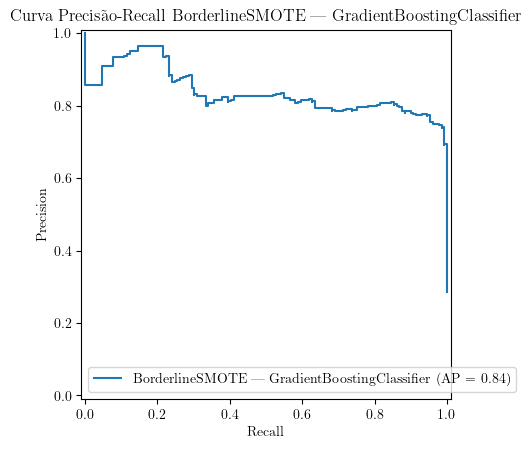 Curva Precisão-Recall BorderlineSMOTE — GradientBoostingClassifier
1.0
0.8
0.6
0.4
0.2
0.0
Precision
BorderlineSMOTE — GradientBoostingClassifier (AP = 0.84)
0.0 0.2 0.4 0.6 0.8 1.0
Recall